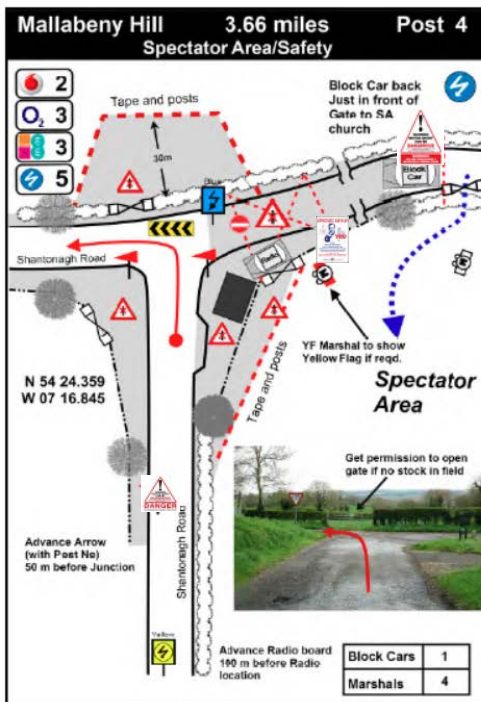 Mallabeny Hill 3.66 miles Post 4
Spectator Area/Safety
2
O2 3
3
5
Tape and posts
30m
Block Car back
Just in front of
Gate to SA
church
Blue
Block
Car
Radio
Shantonagh Road
YF Marshal to show
Yellow Flag if reqd.
N 54 24.359
W 07 16.845
Tape and posts
Spectator
Area
Get permission to open
gate if no stock in field
DANGER
Advance Arrow
(with Post No)
50 m before Junction
Shantonagh Road
Yellow
Advance Radio board
100 m before Radio
location
Block Cars 1
Marshals 4